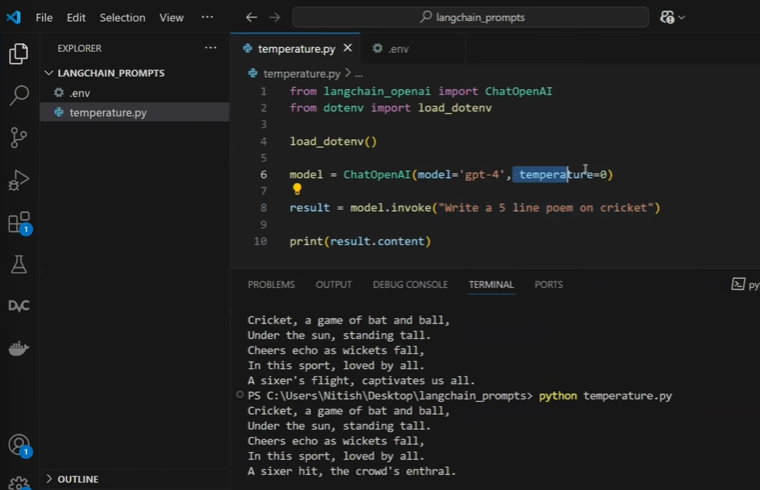 File Edit Selection View ··· langchain_prompts
EXPLORER ···
LANGCHAIN_PROMPTS
.env
temperature.py
temperature.py .env
temperature.py > ...
1 from langchain_openai import ChatOpenAI
2 from dotenv import load_dotenv
3
4 load_dotenv()
5
6 model = ChatOpenAI(model='gpt-4', temperature=0)
7
8 result = model.invoke("Write a 5 line poem on cricket")
9
10 print(result.content)
PROBLEMS OUTPUT DEBUG CONSOLE TERMINAL PORTS py
Cricket, a game of bat and ball,
Under the sun, standing tall.
Cheers echo as wickets fall,
In this sport, loved by all.
A sixer's flight, captivates us all.
PS C:\Users\Nitish\Desktop\langchain_prompts> python temperature.py
Cricket, a game of bat and ball,
Under the sun, standing tall.
Cheers echo as wickets fall,
In this sport, loved by all.
A sixer hit, the crowd's enthral.
1
DVC
1
OUTLINE